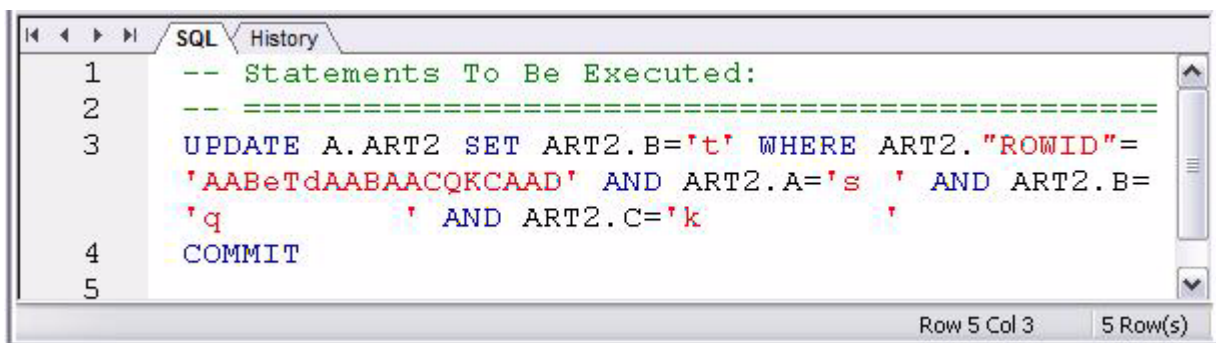 SQL History
1 -- Statements To Be Executed:
2 -- ==============================================
3 UPDATE A.ART2 SET ART2.B='t' WHERE ART2."ROWID"=
'AABeTdAABAACQKCAAD' AND ART2.A='s  ' AND ART2.B=
'q         ' AND ART2.C='k         '
4 COMMIT
5
Row 5 Col 3 5 Row(s)